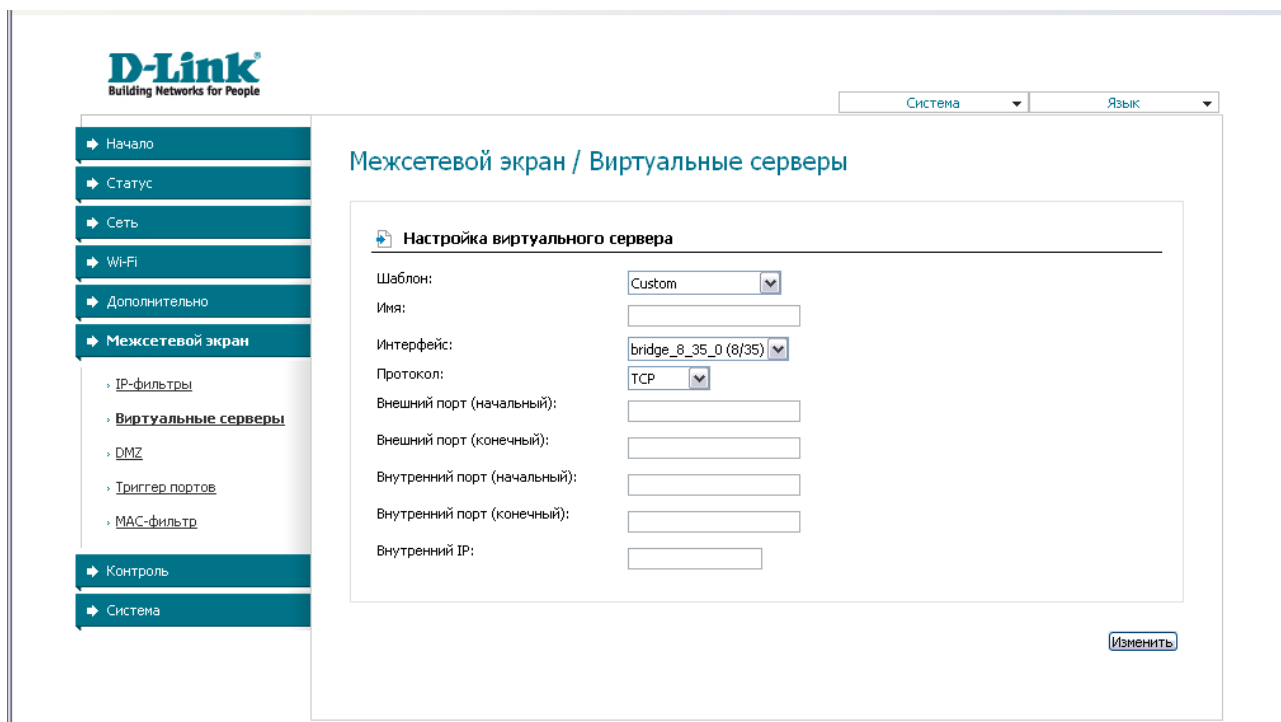 D-Link
Building Networks for People
Система
Язык
Начало
Статус
Сеть
Wi-Fi
Дополнительно
Межсетевой экран
IP-фильтры
Виртуальные серверы
DMZ
Триггер портов
MAC-фильтр
Контроль
Система
Межсетевой экран / Виртуальные серверы
Настройка виртуального сервера
Шаблон: Custom
Имя:
Интерфейс: bridge_8_35_0 (8/35)
Протокол: TCP
Внешний порт (начальный):
Внешний порт (конечный):
Внутренний порт (начальный):
Внутренний порт (конечный):
Внутренний IP:
Изменить